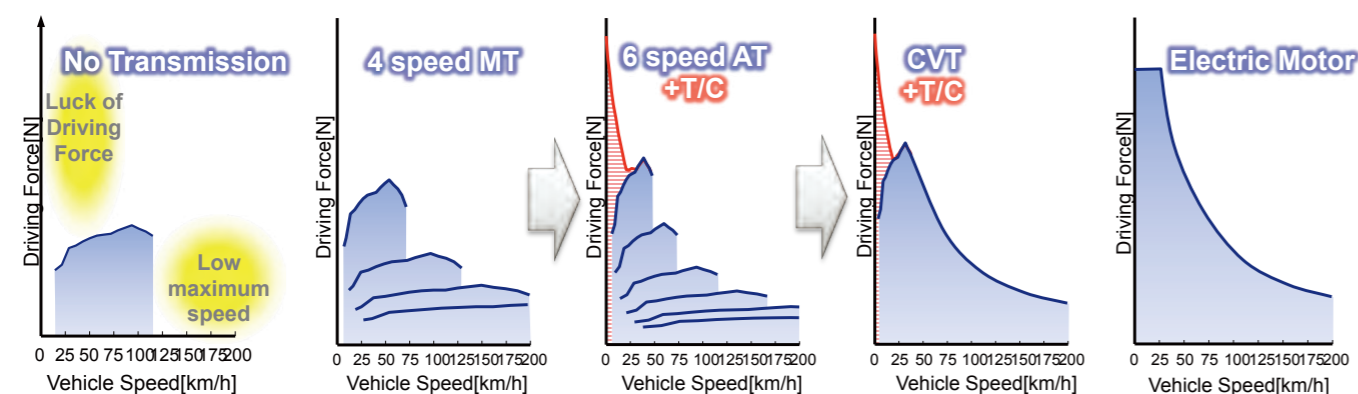 No Transmission
Luck of
Driving
Force
Low
maximum
speed
Driving Force[N]
0 25 50 75 100 125 150 175 200
Vehicle Speed[km/h]
4 speed MT
Driving Force[N]
0 25 50 75 100 125 150 175 200
Vehicle Speed[km/h]
6 speed AT
+T/C
Driving Force[N]
0 25 50 75 100 125 150 175 200
Vehicle Speed[km/h]
CVT
+T/C
Driving Force[N]
0 25 50 75 100 125 150 175 200
Vehicle Speed[km/h]
Electric Motor
Driving Force[N]
0 25 50 75 100 125 150 175 200
Vehicle Speed[km/h]